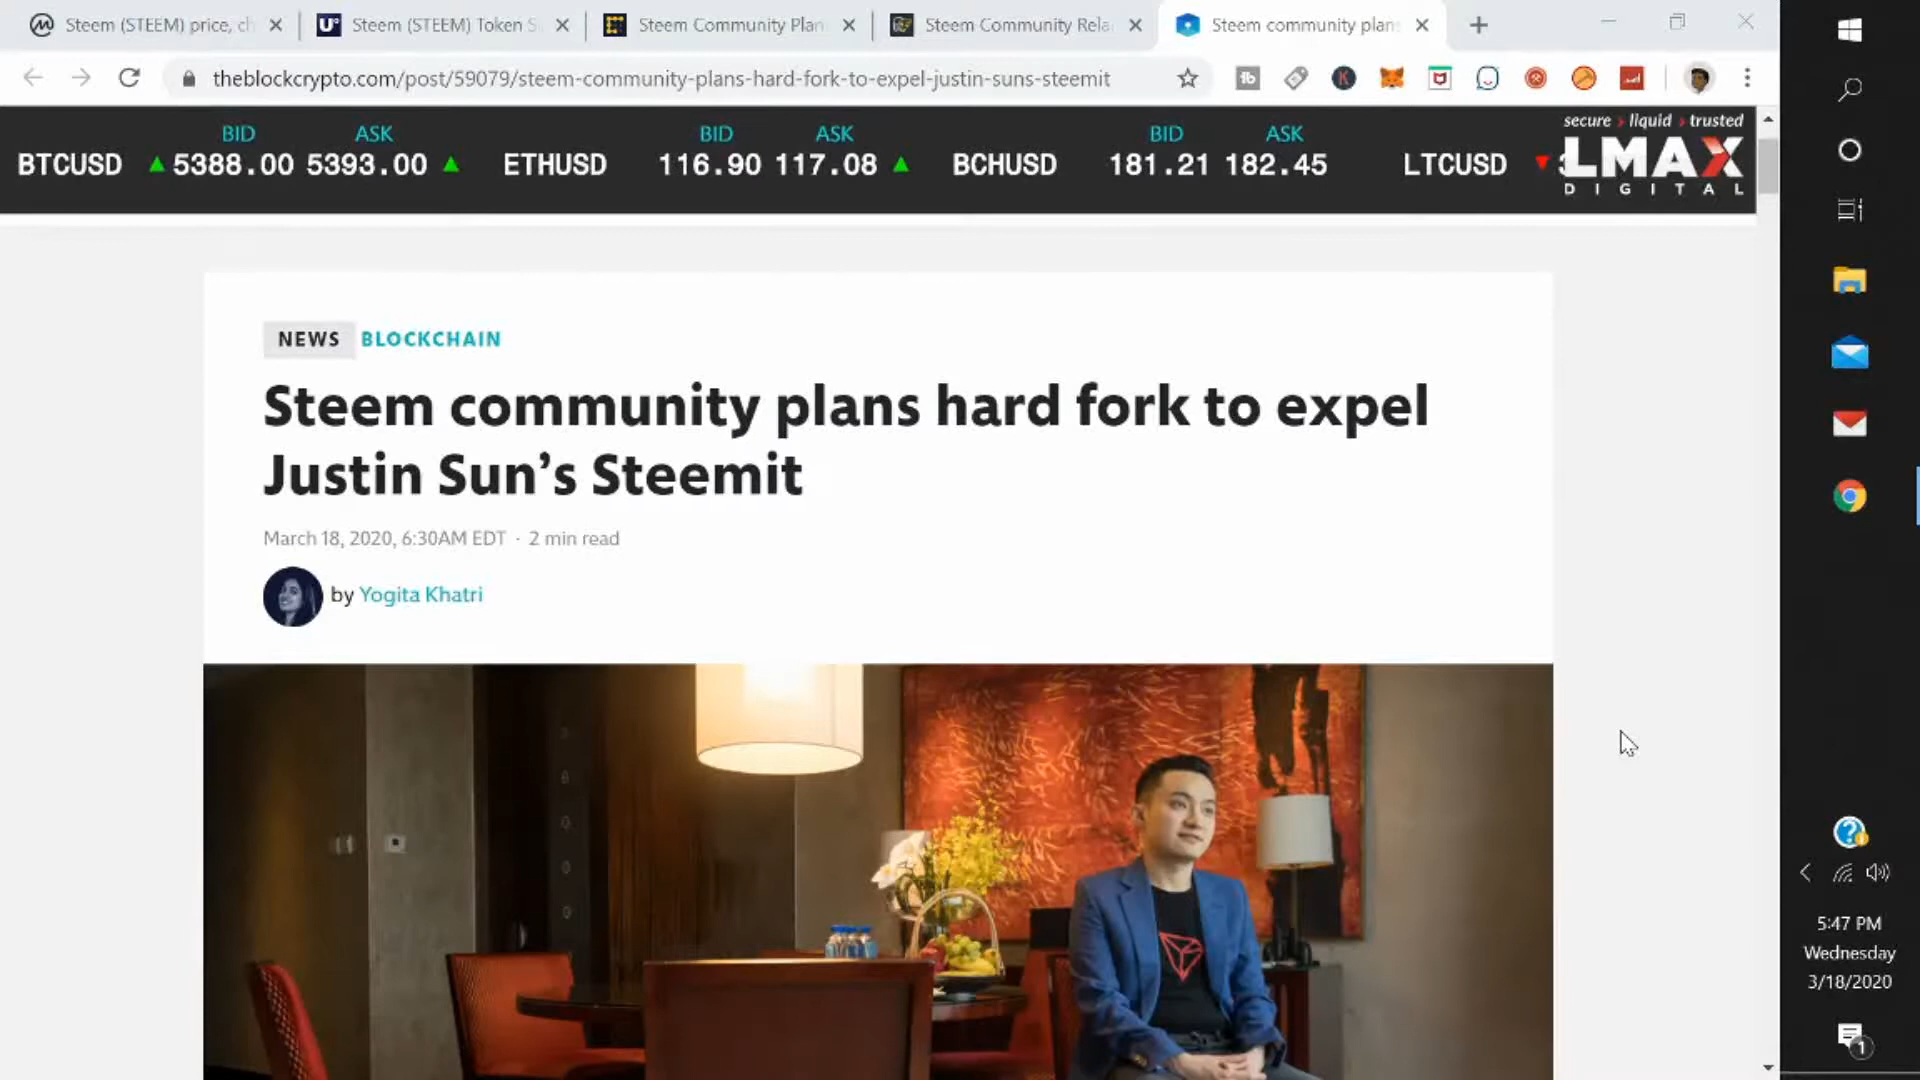 Steem (STEEM) price, ch
Steem (STEEM) Token S
Steem Community Plan
Steem Community Rela
Steem community plans
theblockcrypto.com/post/59079/steem-community-plans-hard-fork-to-expel-justin-suns-steemit
BID ASK BID ASK BID ASK
BTCUSD 5388.00 5393.00 ETHUSD 116.90 117.08 BCHUSD 181.21 182.45 LTCUSD
secure › liquid › trusted
LMAX
DIGITAL
NEWS BLOCKCHAIN
Steem community plans hard fork to expel
Justin Sun’s Steemit
March 18, 2020, 6:30AM EDT · 2 min read
by Yogita Khatri
5:47 PM
Wednesday
3/18/2020
1